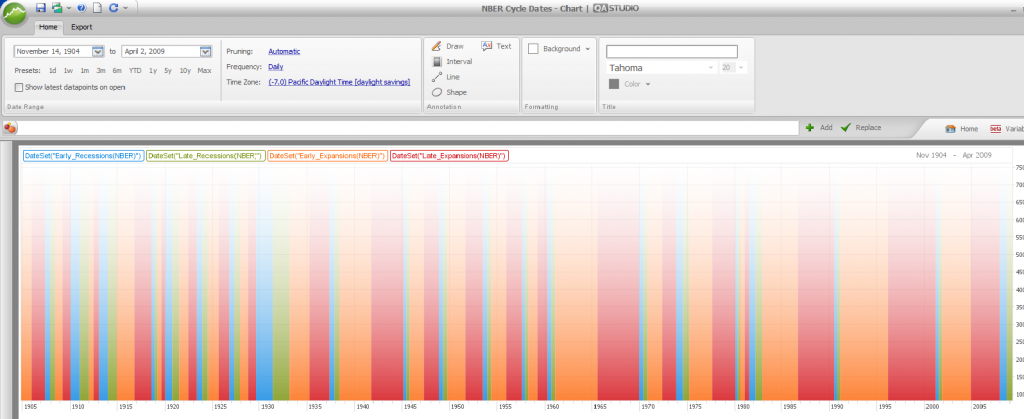 NBER Cycle Dates - Chart | QA STUDIO
Home Export
November 14, 1904 to April 2, 2009
Presets: 1d 1w 1m 3m 6m YTD 1y 5y 10y Max
Show latest datapoints on open
Date Range
Pruning: Automatic
Frequency: Daily
Time Zone: (-7.0) Pacific Daylight Time [daylight savings]
Draw Text
Interval
Line
Shape
Annotation
Background
Formatting
Tahoma 20
Color
Title
Add Replace Home beta Variab
DateSet("Early_Recessions(NBER)") DateSet("Late_Recessions(NBER)") DateSet("Early_Expansions(NBER)") DateSet("Late_Expansions(NBER)") Nov 1904 - Apr 2009
750
700
650
600
550
500
450
400
350
300
250
200
150
100
1905 1910 1915 1920 1925 1930 1935 1940 1945 1950 1955 1960 1965 1970 1975 1980 1985 1990 1995 2000 2005